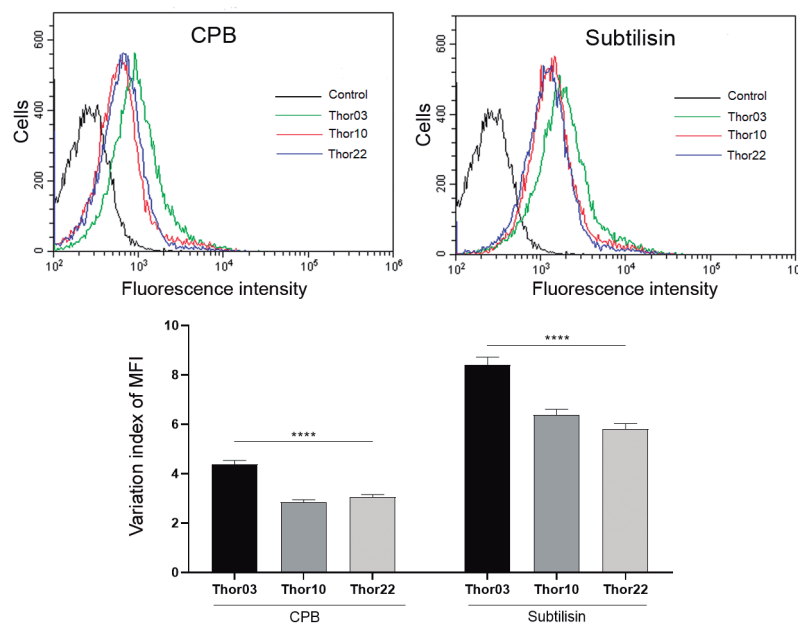 CPB
Cells
600
400
200
0
Control
Thor03
Thor10
Thor22
10² 10³ 10⁴ 10⁵ 10⁶
Fluorescence intensity
Subtilisin
Cells
600
400
200
0
Control
Thor03
Thor10
Thor22
10² 10³ 10⁴ 10⁵ 10
Fluorescence intensity
Variation index of MFI
10
8
6
4
2
0
****
****
Thor03 Thor10 Thor22 Thor03 Thor10 Thor22
CPB Subtilisin